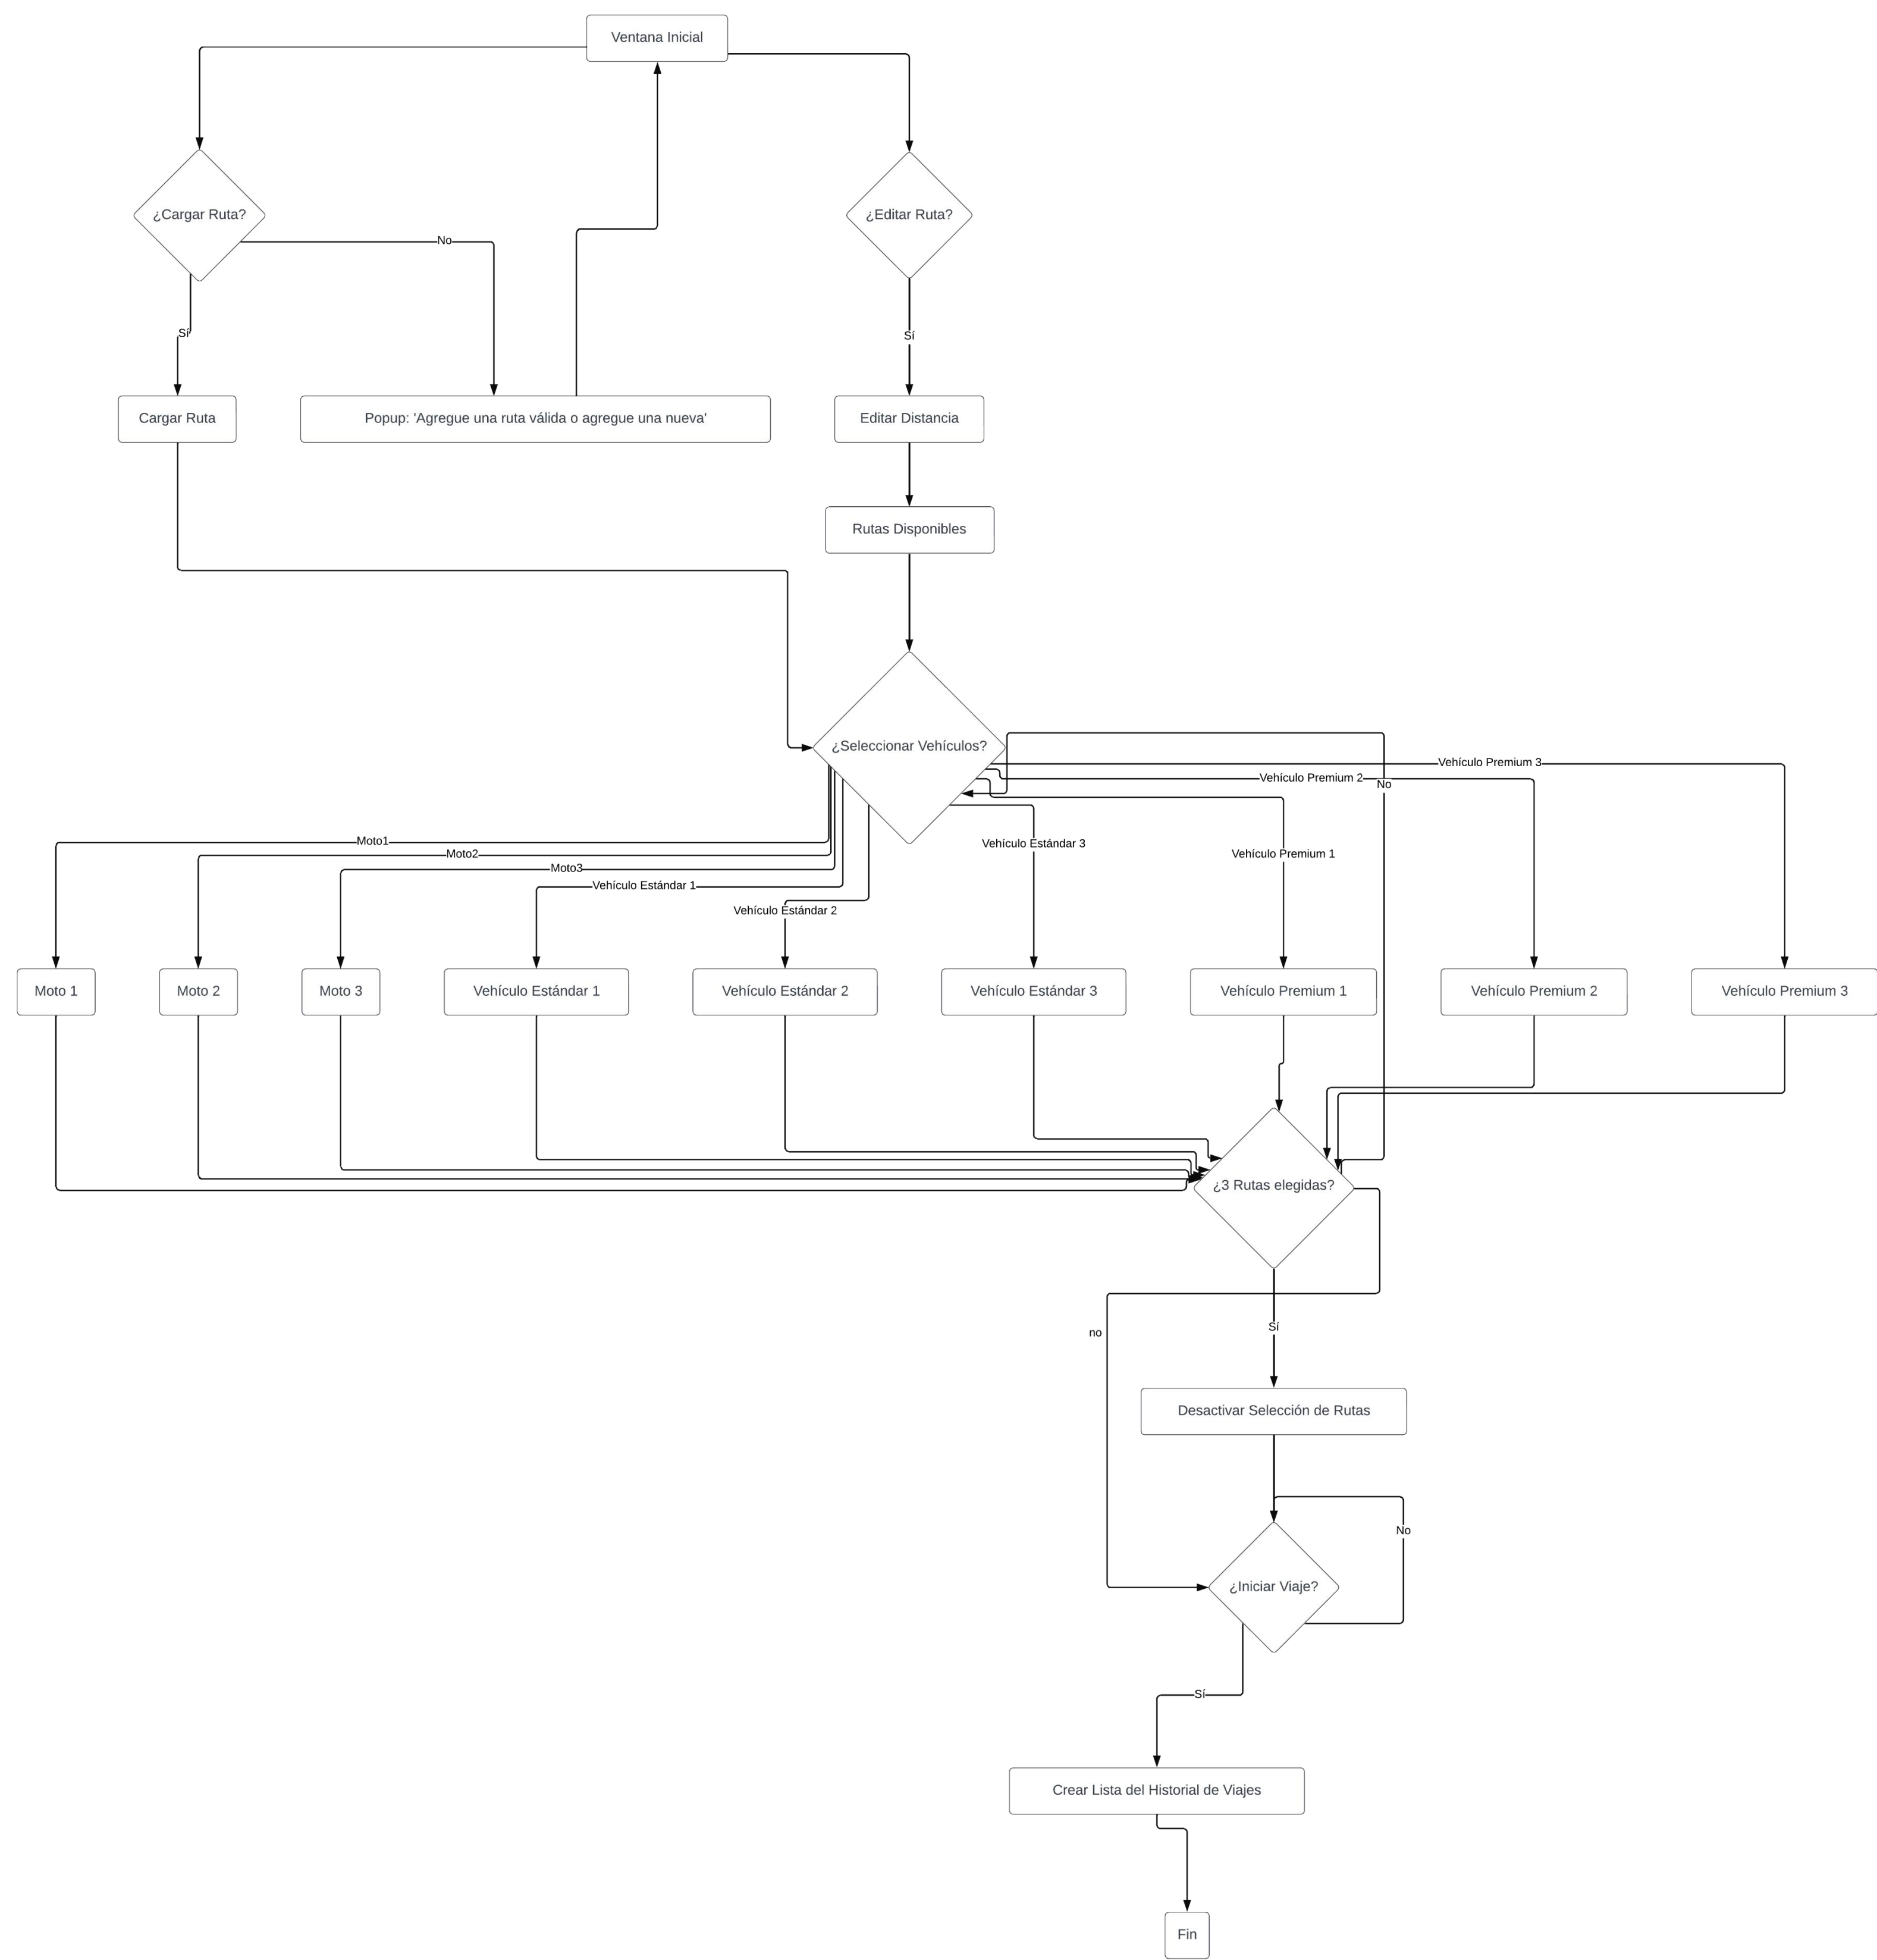 Ventana Inicial
¿Cargar Ruta?
¿Editar Ruta?
No
Sí
Sí
Cargar Ruta
Popup: 'Agregue una ruta válida o agregue una nueva'
Editar Distancia
Rutas Disponibles
¿Seleccionar Vehículos?
Vehículo Premium 3
Vehículo Premium 2
No
Moto1
Vehículo Estándar 3
Moto2
Vehículo Premium 1
Moto3
Vehículo Estándar 1
Vehículo Estándar 2
Moto 1
Moto 2
Moto 3
Vehículo Estándar 1
Vehículo Estándar 2
Vehículo Estándar 3
Vehículo Premium 1
Vehículo Premium 2
Vehículo Premium 3
¿3 Rutas elegidas?
no
Sí
Desactivar Selección de Rutas
No
¿Iniciar Viaje?
Sí
Crear Lista del Historial de Viajes
Fin